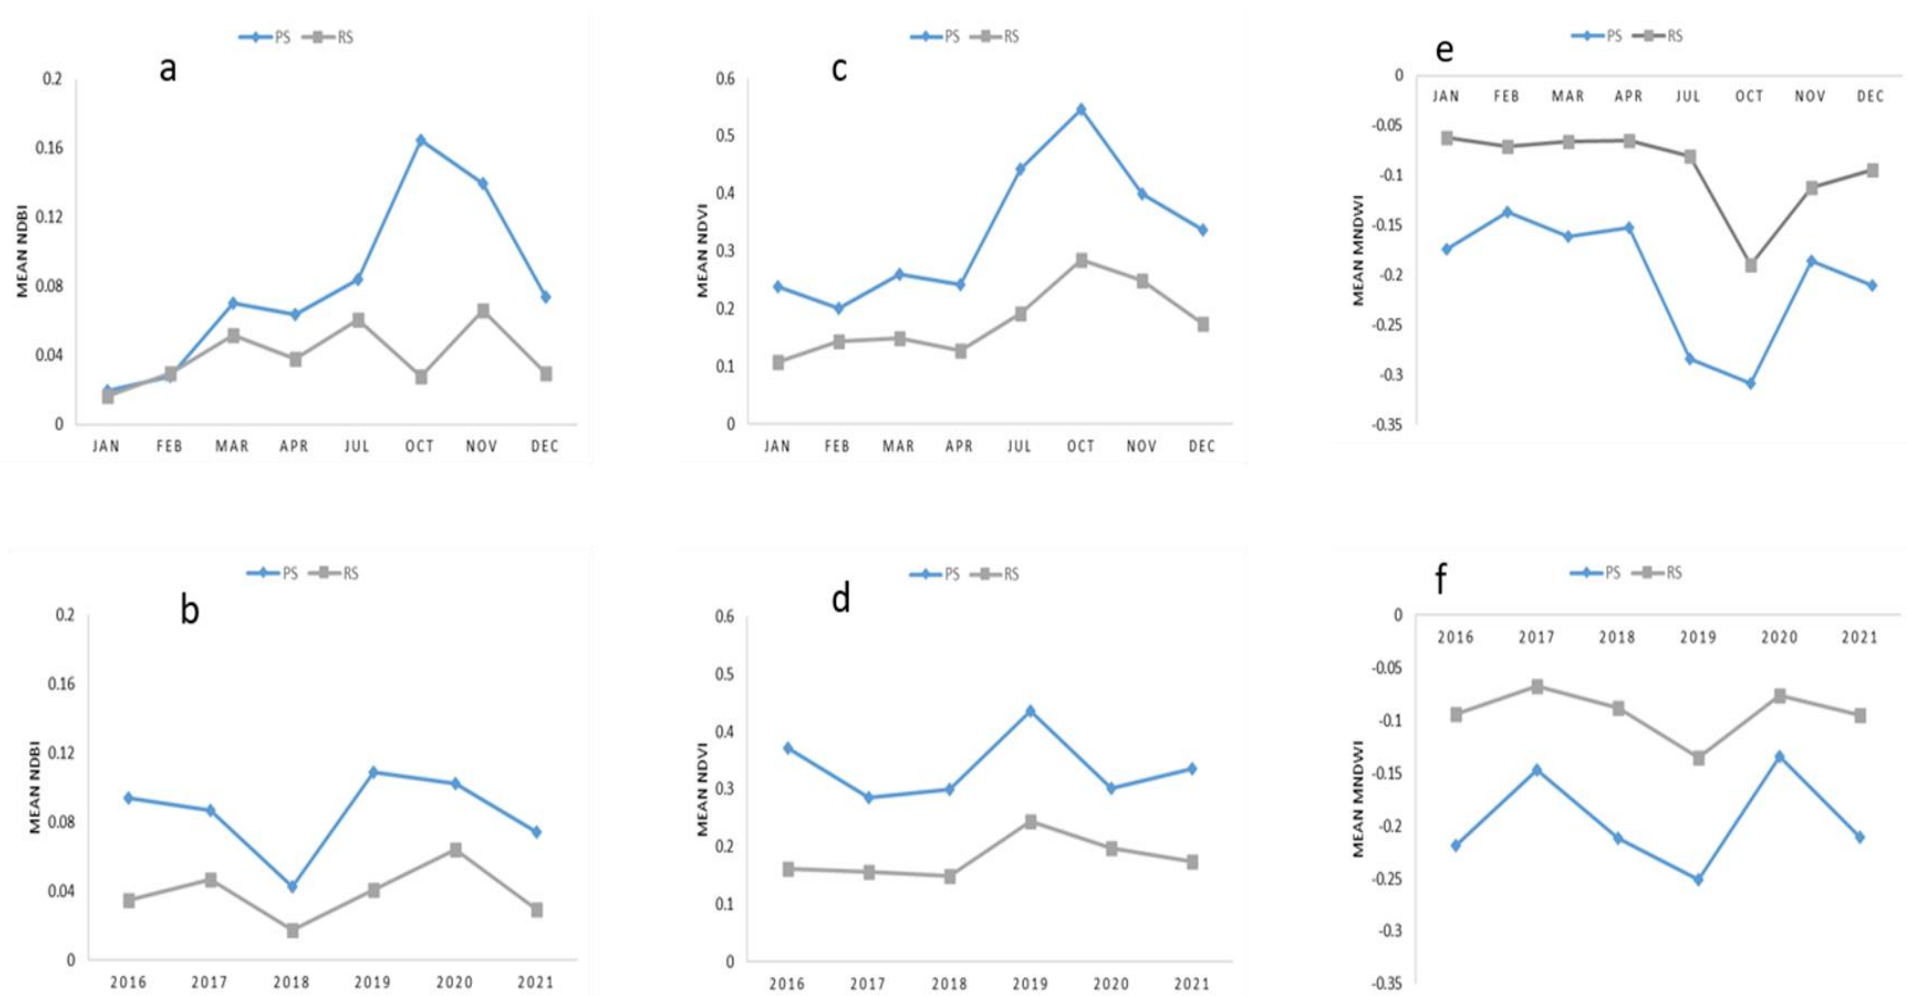 PS RS
a
0.2
0.16
0.12
0.08
0.04
0
MEAN NDBI
JAN FEB MAR APR JUL OCT NOV DEC
PS RS
c
0.6
0.5
0.4
0.3
0.2
0.1
0
MEAN NDVI
JAN FEB MAR APR JUL OCT NOV DEC
PS RS
e
0
JAN FEB MAR APR JUL OCT NOV DEC
-0.05
-0.1
-0.15
-0.2
-0.25
-0.3
-0.35
MEAN MNDWI
PS RS
b
0.2
0.16
0.12
0.08
0.04
0
MEAN NDBI
2016 2017 2018 2019 2020 2021
PS RS
d
0.6
0.5
0.4
0.3
0.2
0.1
0
MEAN NDVI
2016 2017 2018 2019 2020 2021
PS RS
f
0
2016 2017 2018 2019 2020 2021
-0.05
-0.1
-0.15
-0.2
-0.25
-0.3
-0.35
MEAN MNDWI